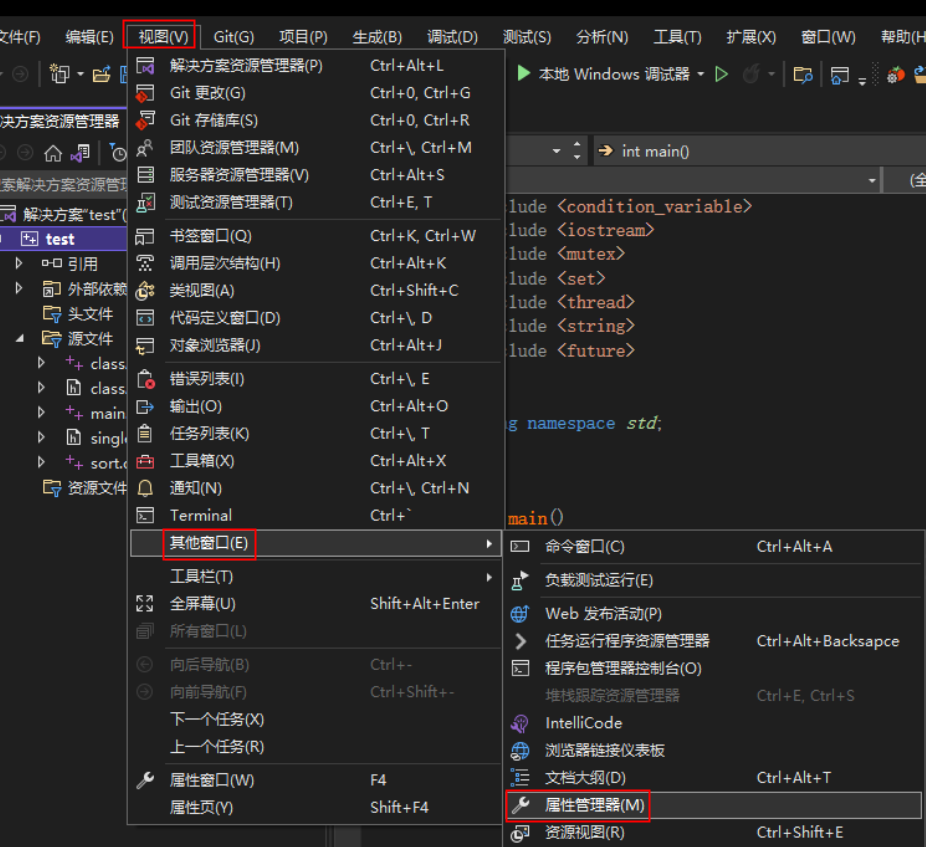 文件(F) 编辑(E) 视图(V) Git(G) 项目(P) 生成(B) 调试(D) 测试(S) 分析(N) 工具(T) 扩展(X) 窗口(W) 帮助(H
本地 Windows 调试器
决方案资源管理器
索解决方案资源管理
解决方案"test"(
test
引用
外部依赖
头文件
源文件
class.
class.
main.
single
sort.c
资源文件
解决方案资源管理器(P) Ctrl+Alt+L
Git 更改(G) Ctrl+0, Ctrl+G
Git 存储库(S) Ctrl+0, Ctrl+R
团队资源管理器(M) Ctrl+\, Ctrl+M
服务器资源管理器(V) Ctrl+Alt+S
测试资源管理器(T) Ctrl+E, T
书签窗口(Q) Ctrl+K, Ctrl+W
调用层次结构(H) Ctrl+Alt+K
类视图(A) Ctrl+Shift+C
代码定义窗口(D) Ctrl+\, D
对象浏览器(J) Ctrl+Alt+J
错误列表(I) Ctrl+\, E
输出(O) Ctrl+Alt+O
任务列表(K) Ctrl+\, T
工具箱(X) Ctrl+Alt+X
通知(N) Ctrl+\, Ctrl+N
Terminal Ctrl+`
其他窗口(E)
工具栏(T)
全屏幕(U) Shift+Alt+Enter
所有窗口(L)
向后导航(B) Ctrl+-
向前导航(F) Ctrl+Shift+-
下一个任务(X)
上一个任务(R)
属性窗口(W) F4
属性页(Y) Shift+F4
int main()
(全
clude <condition_variable>
clude <iostream>
clude <mutex>
clude <set>
clude <thread>
clude <string>
clude <future>
ng namespace std;
main()
命令窗口(C) Ctrl+Alt+A
负载测试运行(E)
Web 发布活动(P)
任务运行程序资源管理器 Ctrl+Alt+Backsapce
程序包管理器控制台(O)
堆栈跟踪资源管理器 Ctrl+E, Ctrl+S
IntelliCode
浏览器链接仪表板
文档大纲(D) Ctrl+Alt+T
属性管理器(M)
资源视图(R) Ctrl+Shift+E